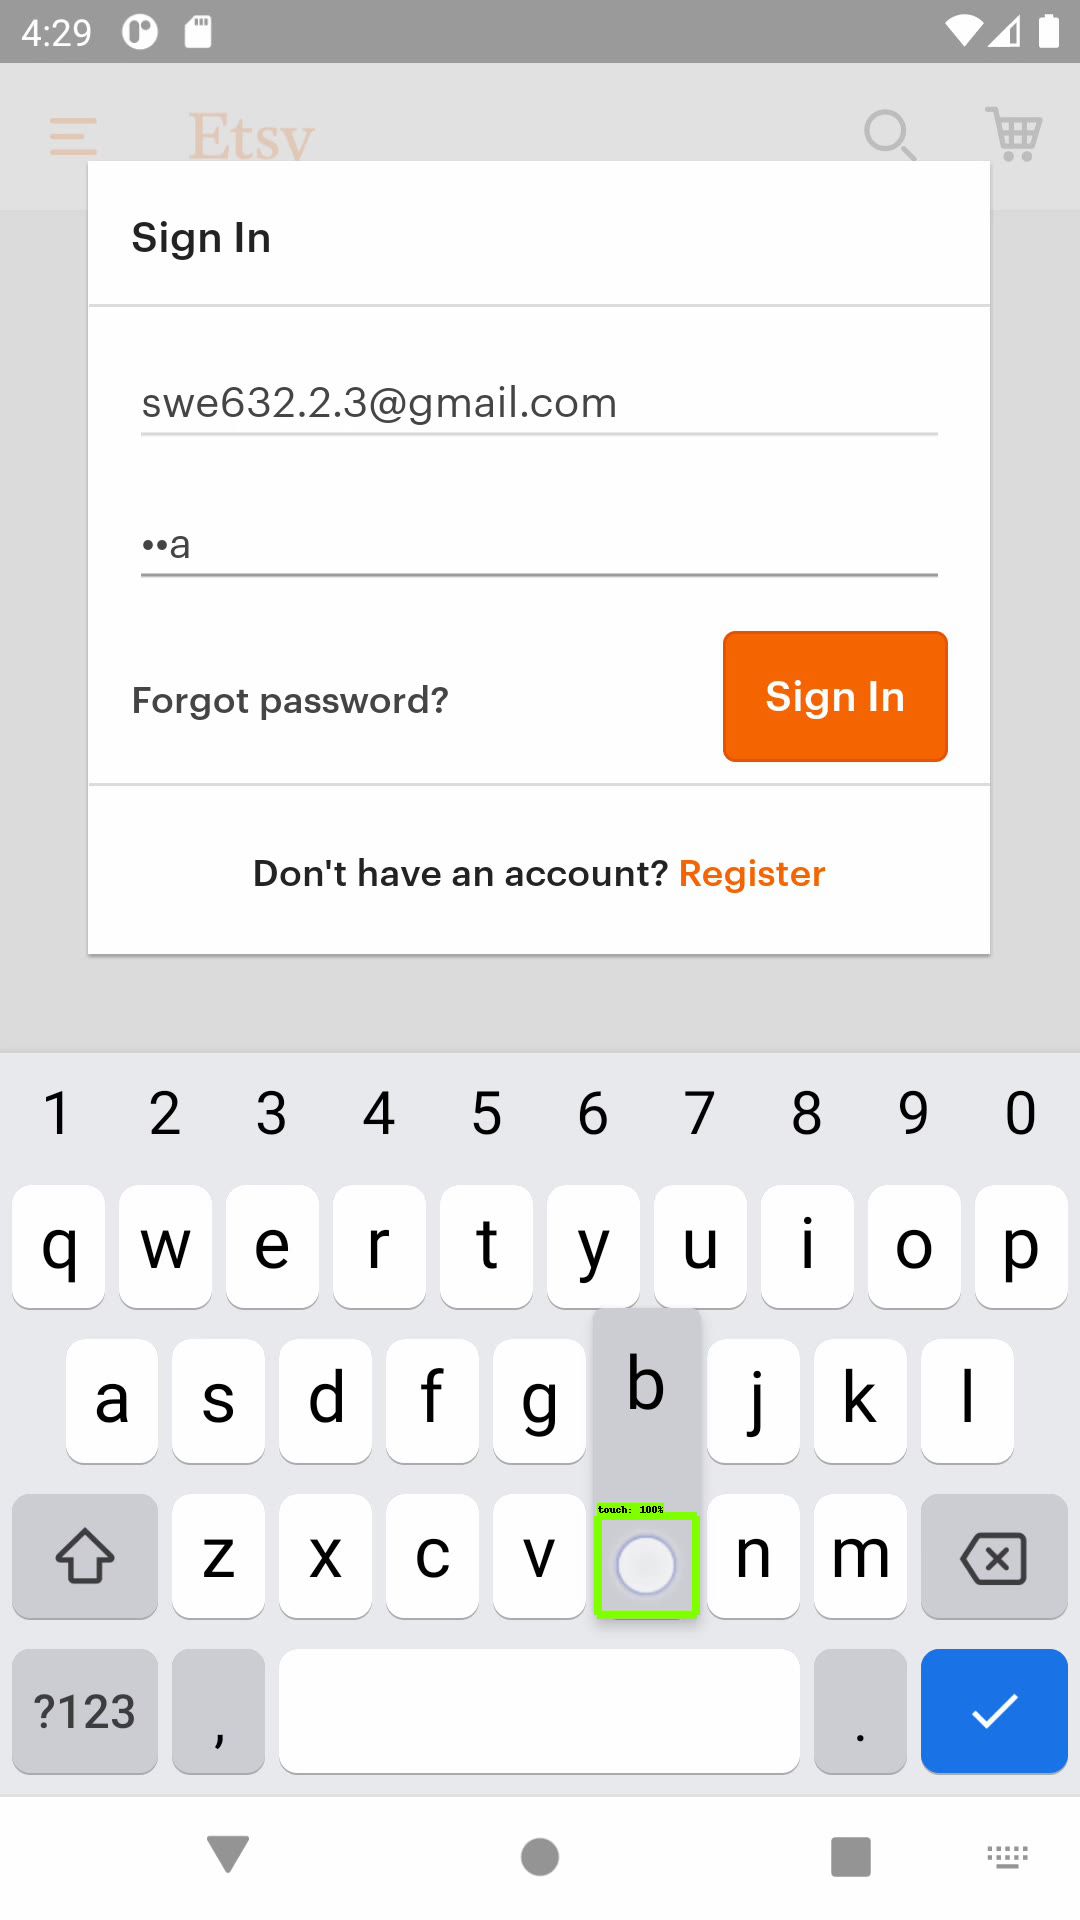 4:29
Etsy
Sign In
swe632.2.3@gmail.com
••a
Forgot password?
Sign In
Don't have an account? Register
1 2 3 4 5 6 7 8 9 0
q w e r t y u i o p
a s d f g b j k l
touch: 100%
z x c v n m
?123 , .